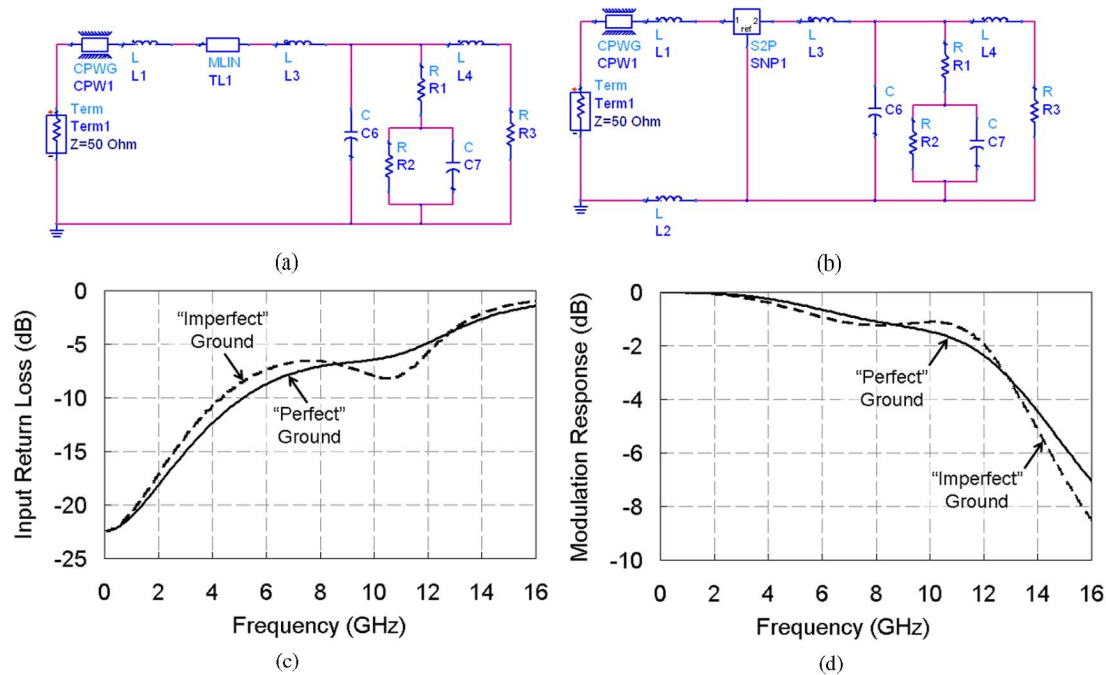 L
L1
MLIN
TL1
L
L3
L
L4
CPWG
CPW1
Term
Term1
Z=50 Ohm
R
R1
C
C6
R
R2
C
C7
R
R3
(a)
CPWG
CPW1
L
L1
1 2
ref
S2P
SNP1
L
L3
L
L4
Term
Term1
Z=50 Ohm
R
R1
C
C6
R
R2
C
C7
R
R3
L
L2
(b)
Input Return Loss (dB)
0
-5
-10
-15
-20
-25
"Imperfect"
Ground
"Perfect"
Ground
0 2 4 6 8 10 12 14 16
Frequency (GHz)
(c)
Modulation Response (dB)
0
-2
-4
-6
-8
-10
"Perfect"
Ground
"Imperfect"
Ground
0 2 4 6 8 10 12 14 16
Frequency (GHz)
(d)